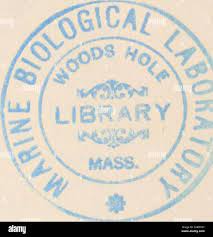 MARINE BIOLOGICAL LABORATORY
WOODS HOLE
LIBRARY
MASS.